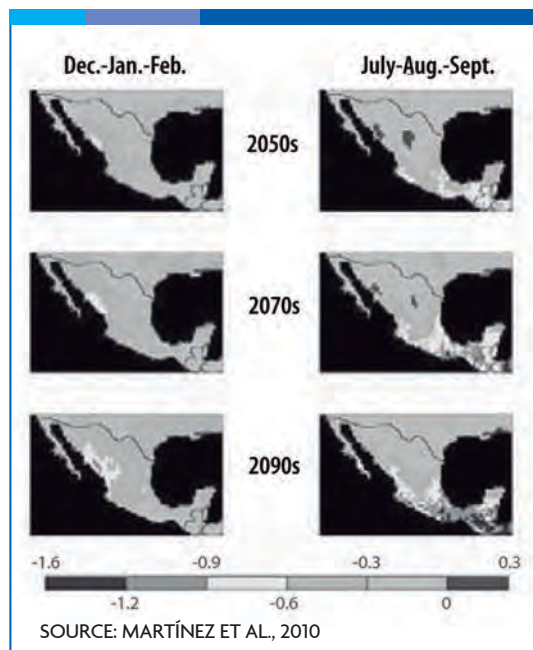 Dec.-Jan.-Feb. July-Aug.-Sept.
2050s
2070s
2090s
-1.6 -0.9 -0.3 0.3
-1.2 -0.6 0
SOURCE: MARTÍNEZ ET AL., 2010